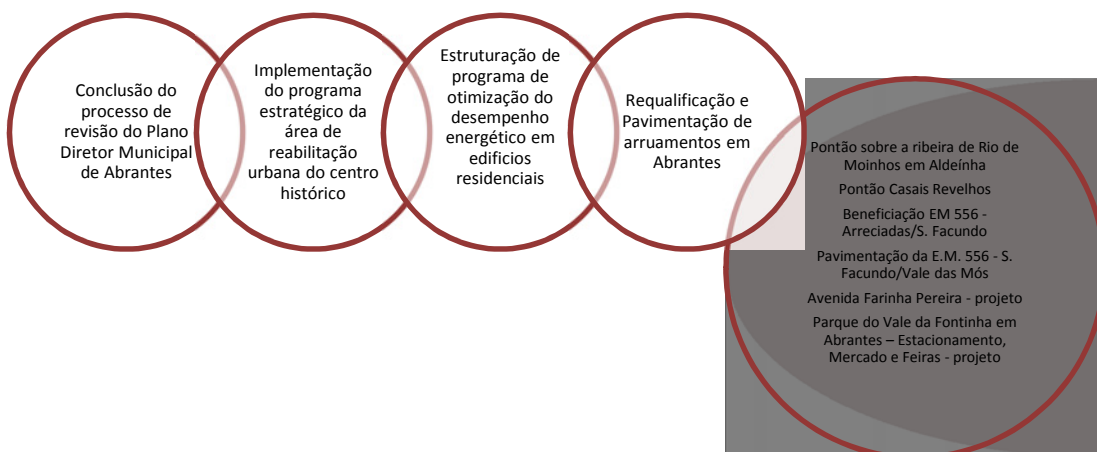 Conclusão do
processo de
revisão do Plano
Diretor Municipal
de Abrantes
Implementação
do programa
estratégico da
área de
reabilitação
urbana do centro
histórico
Estruturação de
programa de
otimização do
desempenho
energético em
edificios
residenciais
Requalificação e
Pavimentação de
arruamentos em
Abrantes
Pontão sobre a ribeira de Rio de
Moinhos em Aldeínha
Pontão Casais Revelhos
Beneficiação EM 556 -
Arreciadas/S. Facundo
Pavimentação da E.M. 556 - S.
Facundo/Vale das Mós
Avenida Farinha Pereira - projeto
Parque do Vale da Fontinha em
Abrantes – Estacionamento,
Mercado e Feiras - projeto